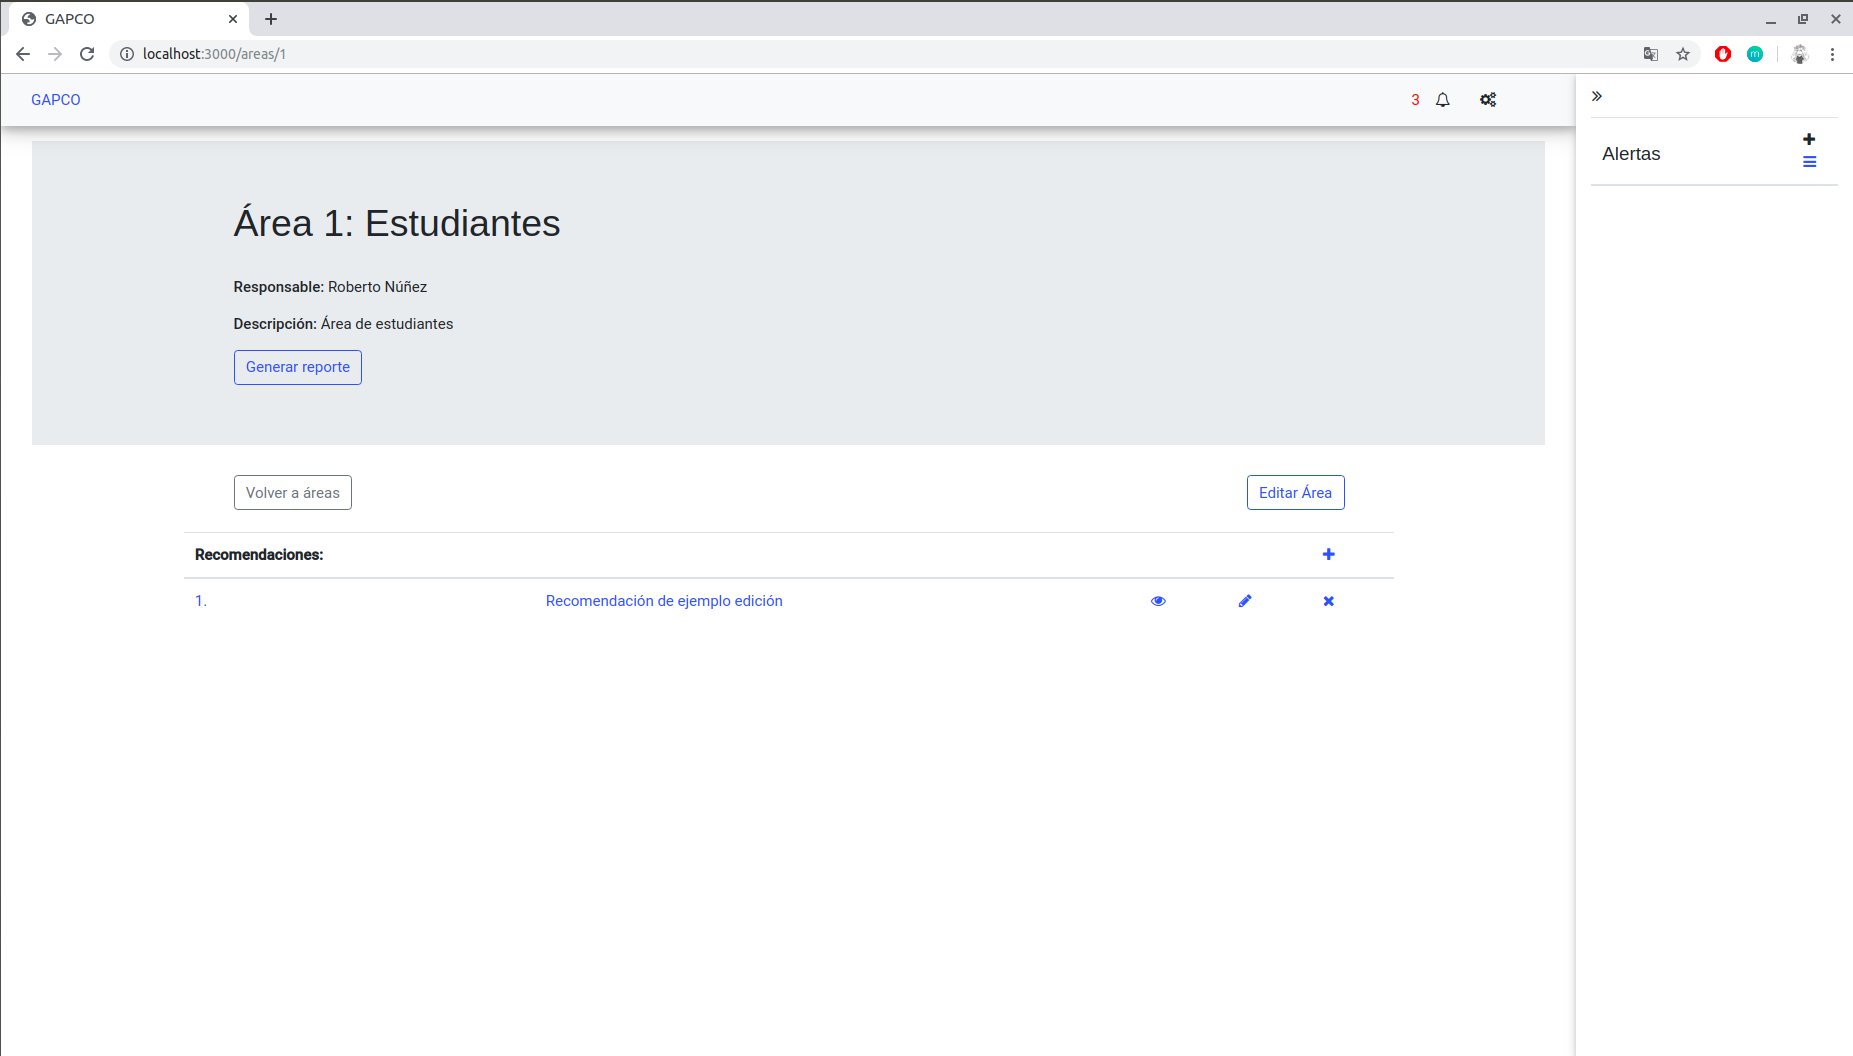 GAPCO
localhost:3000/areas/1
GAPCO
3
Alertas
Área 1: Estudiantes
Responsable: Roberto Núñez
Descripción: Área de estudiantes
Generar reporte
Volver a áreas
Editar Área
Recomendaciones:
1. Recomendación de ejemplo edición